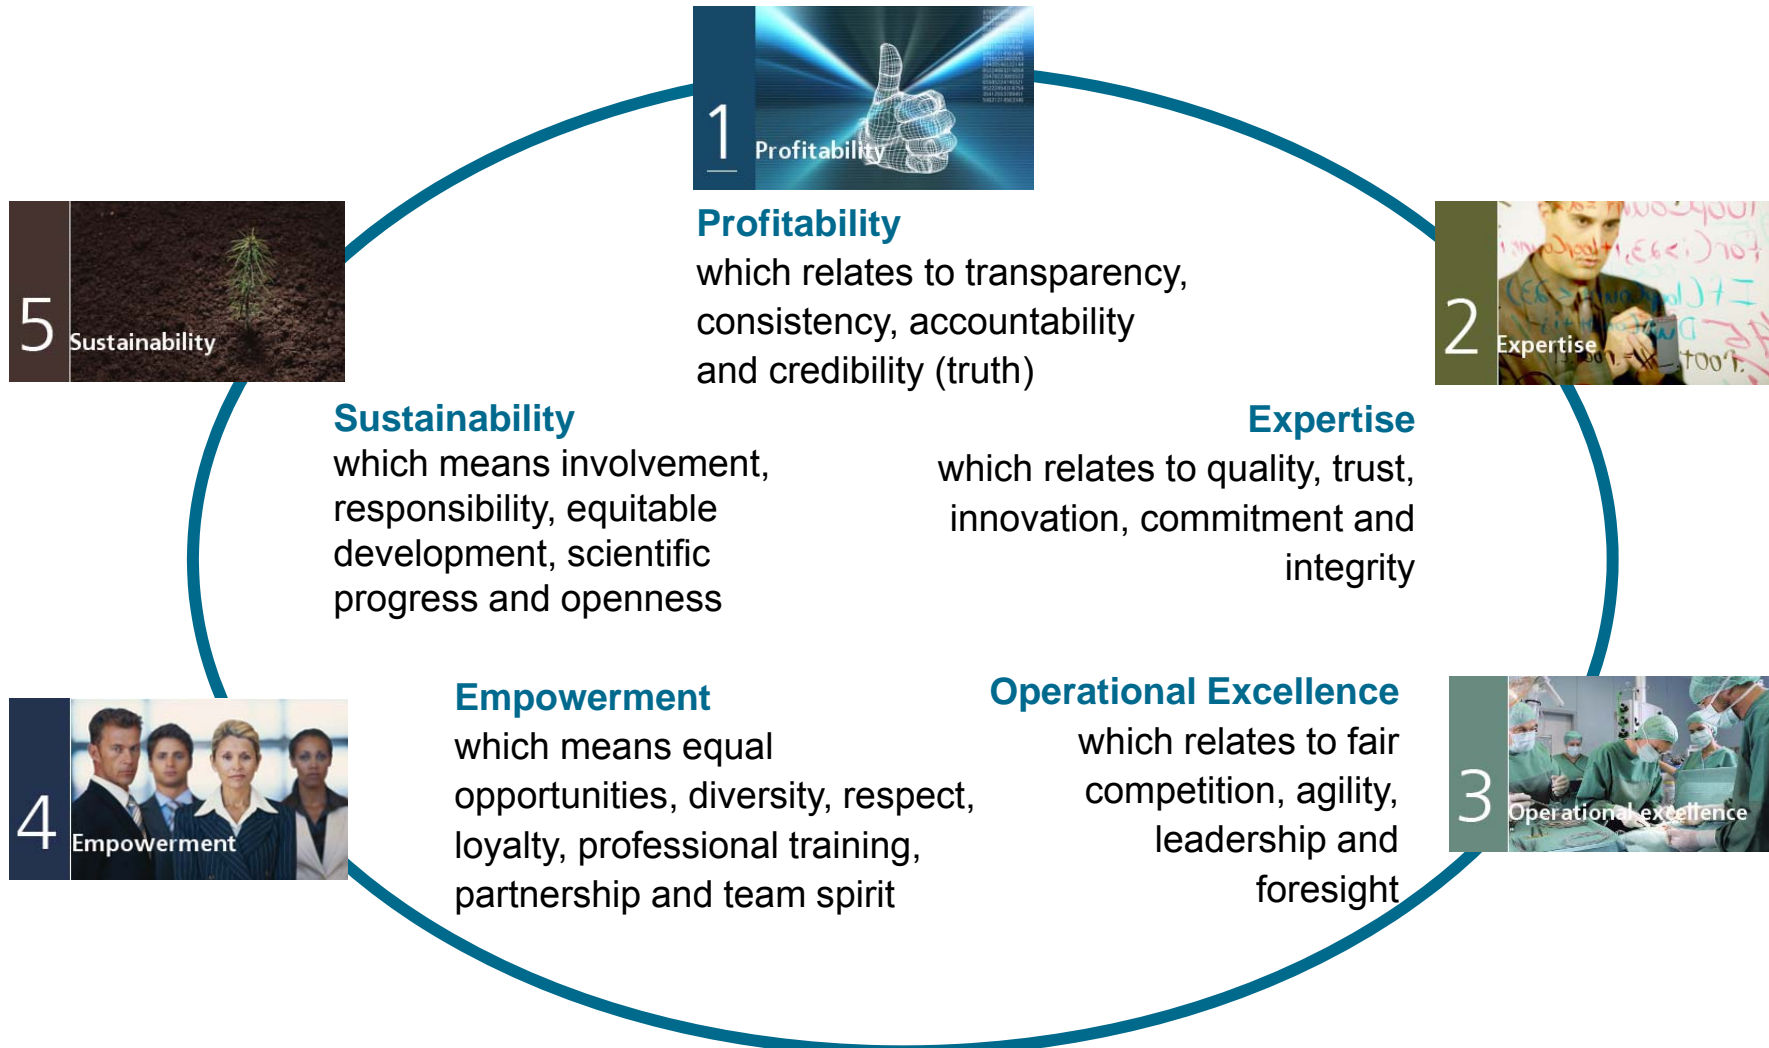 1
Profitability
Profitability
which relates to transparency,
consistency, accountability
and credibility (truth)
2
Expertise
Expertise
which relates to quality, trust,
innovation, commitment and
integrity
3
Operational excellence
Operational Excellence
which relates to fair
competition, agility,
leadership and
foresight
4
Empowerment
Empowerment
which means equal
opportunities, diversity, respect,
loyalty, professional training,
partnership and team spirit
5
Sustainability
Sustainability
which means involvement,
responsibility, equitable
development, scientific
progress and openness